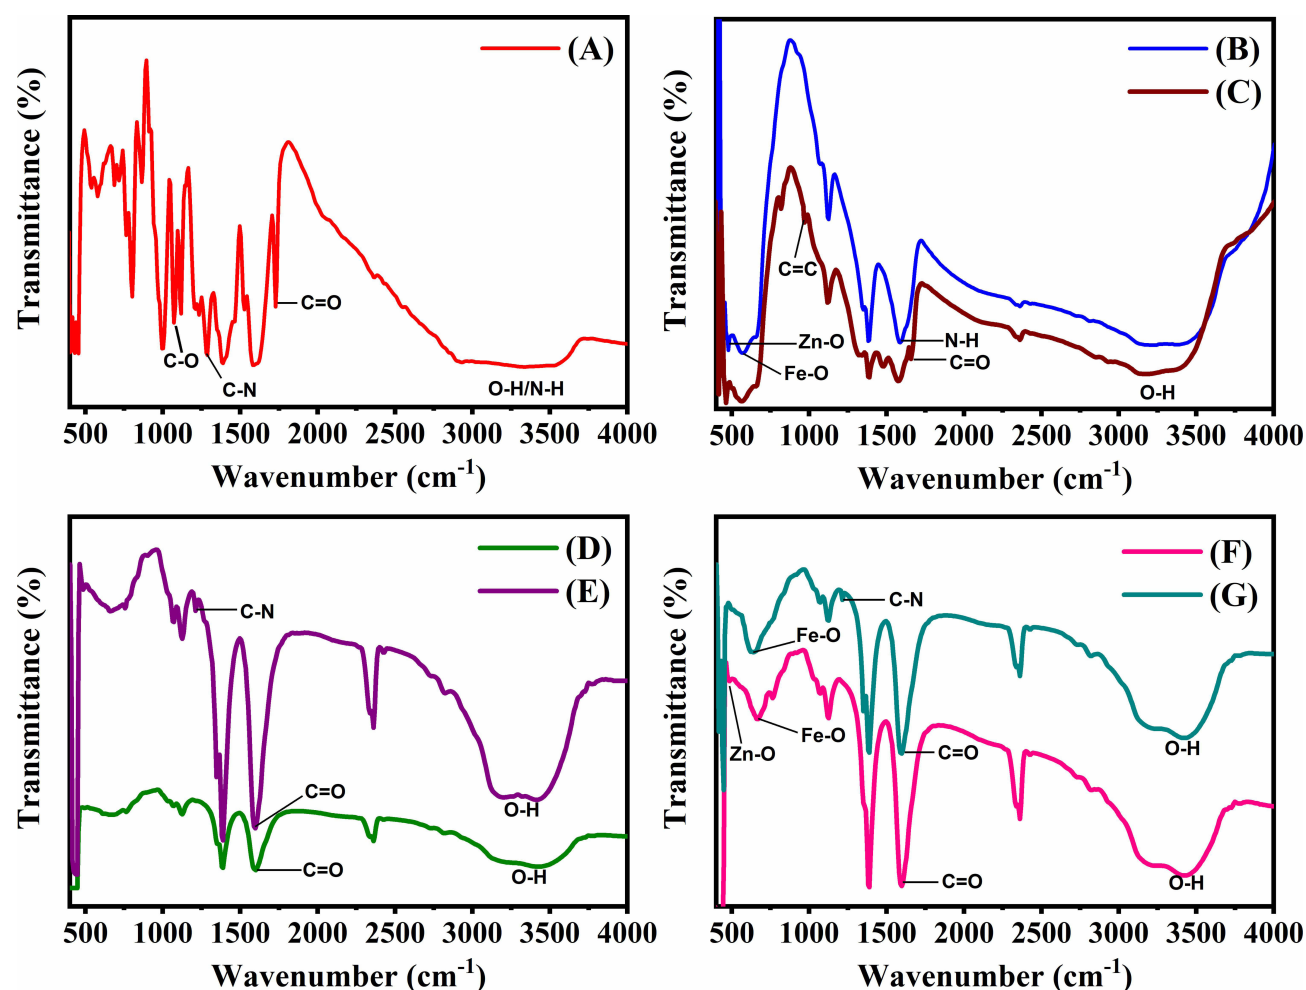 Transmittance (%)
(A)
C=O
C-O
C-N
O-H/N-H
500 1000 1500 2000 2500 3000 3500 4000
Wavenumber (cm-1)
Transmittance (%)
(B)
(C)
C=C
Zn-O
N-H
Fe-O
C=O
O-H
500 1000 1500 2000 2500 3000 3500 4000
Wavenumber (cm-1)
Transmittance (%)
(D)
(E)
C-N
C=O
O-H
C=O
O-H
500 1000 1500 2000 2500 3000 3500 4000
Wavenumber (cm-1)
Transmittance (%)
(F)
(G)
C-N
Fe-O
Fe-O
Zn-O
C=O
O-H
C=O
O-H
500 1000 1500 2000 2500 3000 3500 4000
Wavenumber (cm-1)